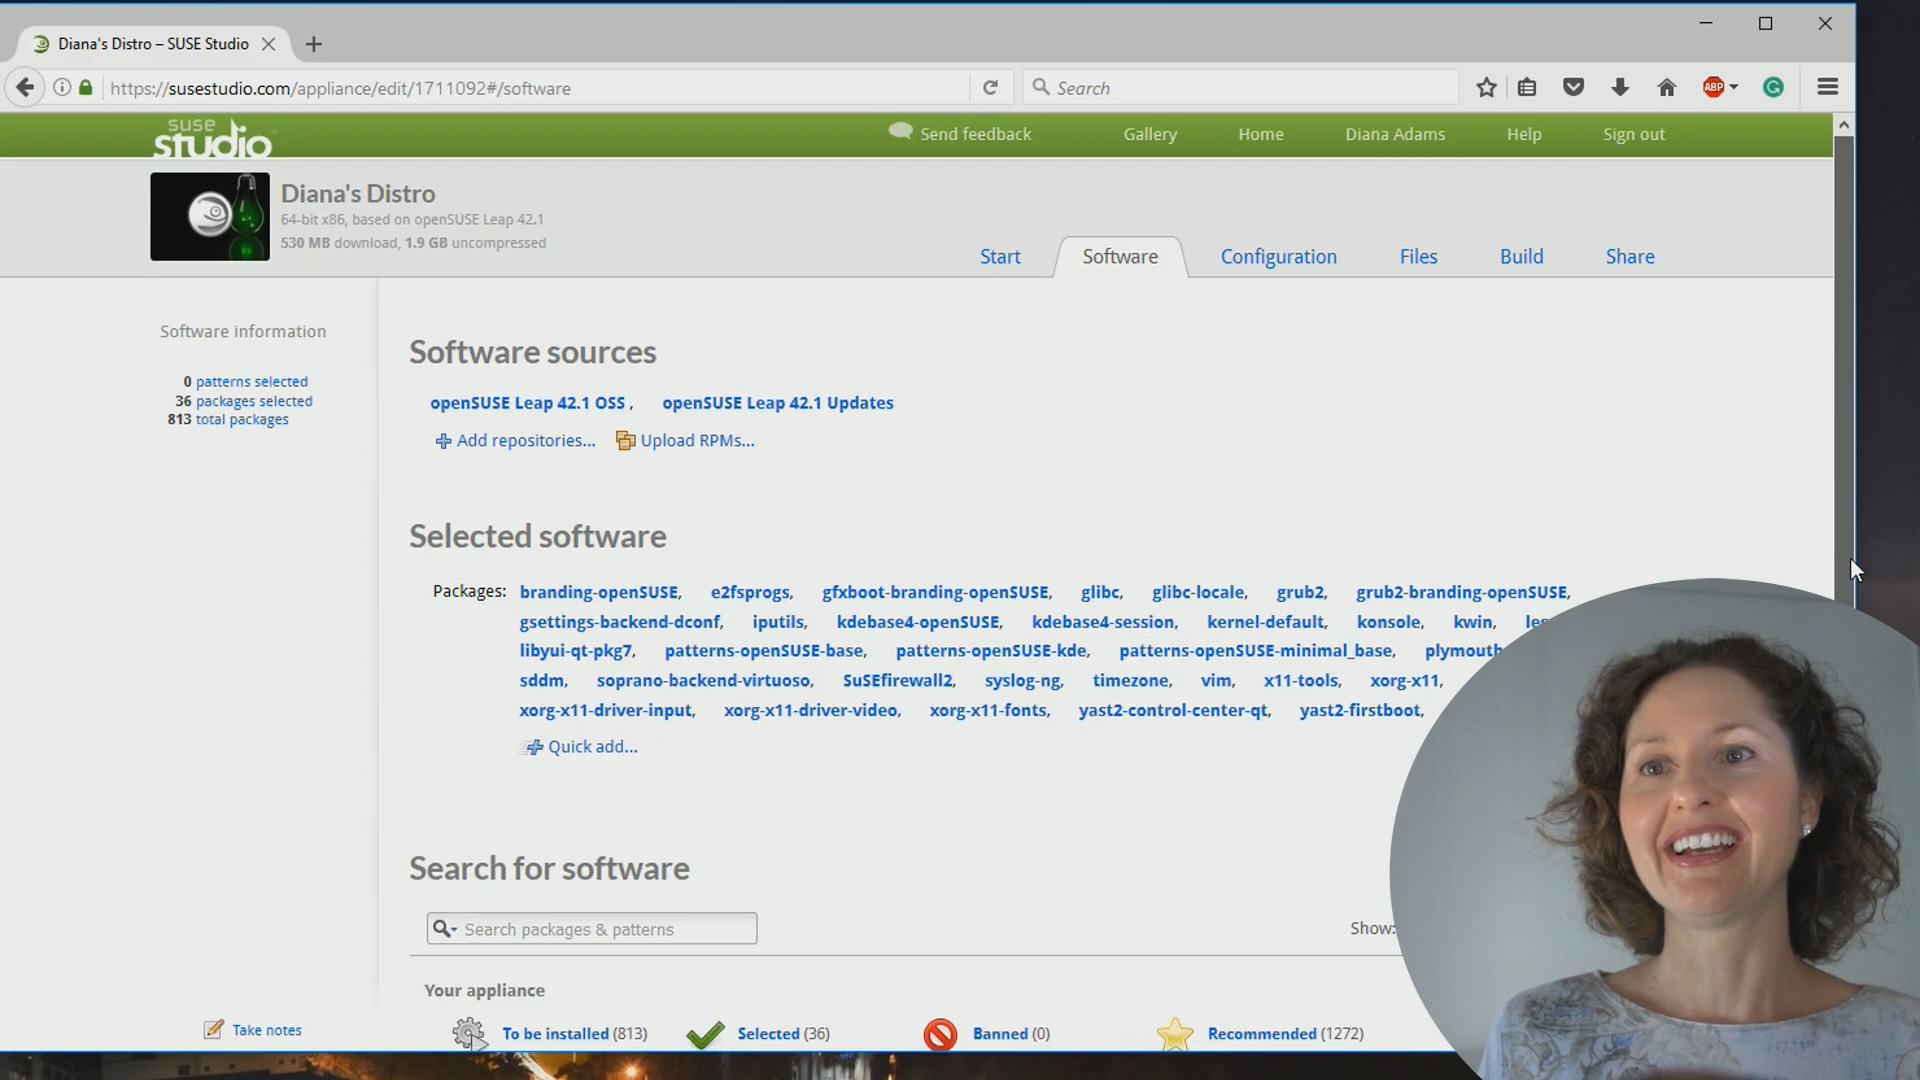 Diana's Distro – SUSE Studio
https://susestudio.com/appliance/edit/1711092#/software
Search
ABP
suse studio
Send feedback Gallery Home Diana Adams Help Sign out
Diana's Distro
64-bit x86, based on openSUSE Leap 42.1
530 MB download, 1.9 GB uncompressed
Start Software Configuration Files Build Share
Software information
0 patterns selected
36 packages selected
813 total packages
Software sources
openSUSE Leap 42.1 OSS , openSUSE Leap 42.1 Updates
Add repositories... Upload RPMs...
Selected software
Packages: branding-openSUSE, e2fsprogs, gfxboot-branding-openSUSE, glibc, glibc-locale, grub2, grub2-branding-openSUSE,
gsettings-backend-dconf, iputils, kdebase4-openSUSE, kdebase4-session, kernel-default, konsole, kwin,
libyui-qt-pkg7, patterns-openSUSE-base, patterns-openSUSE-kde, patterns-openSUSE-minimal_base, plymouth
sddm, soprano-backend-virtuoso, SuSEfirewall2, syslog-ng, timezone, vim, x11-tools, xorg-x11,
xorg-x11-driver-input, xorg-x11-driver-video, xorg-x11-fonts, yast2-control-center-qt, yast2-firstboot,
Quick add...
Search for software
Search packages & patterns
Show:
Your appliance
To be installed (813) Selected (36) Banned (0) Recommended (1272)
Take notes